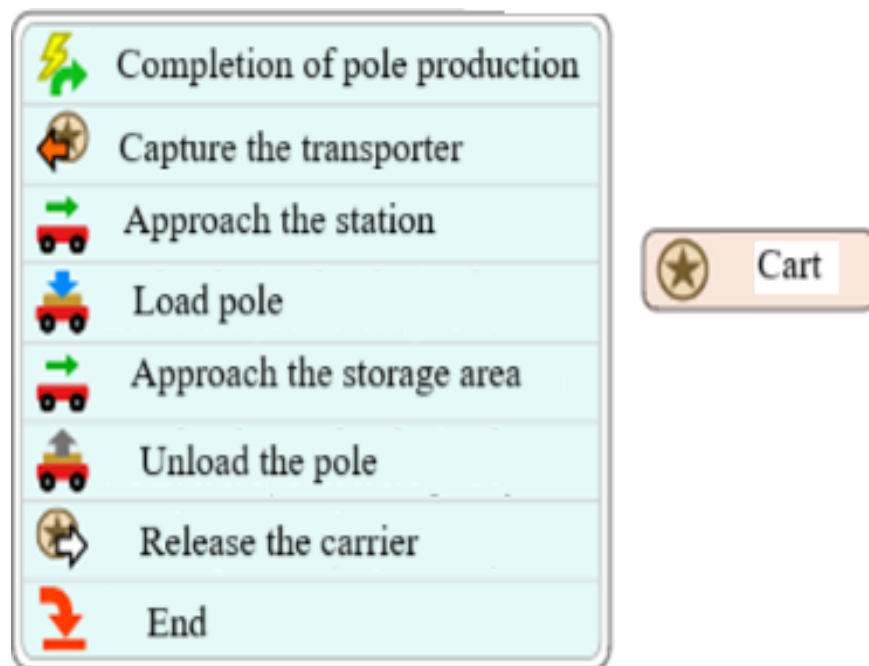 Completion of pole production
Capture the transporter
Approach the station
Load pole
Approach the storage area
Unload the pole
Release the carrier
End
Cart